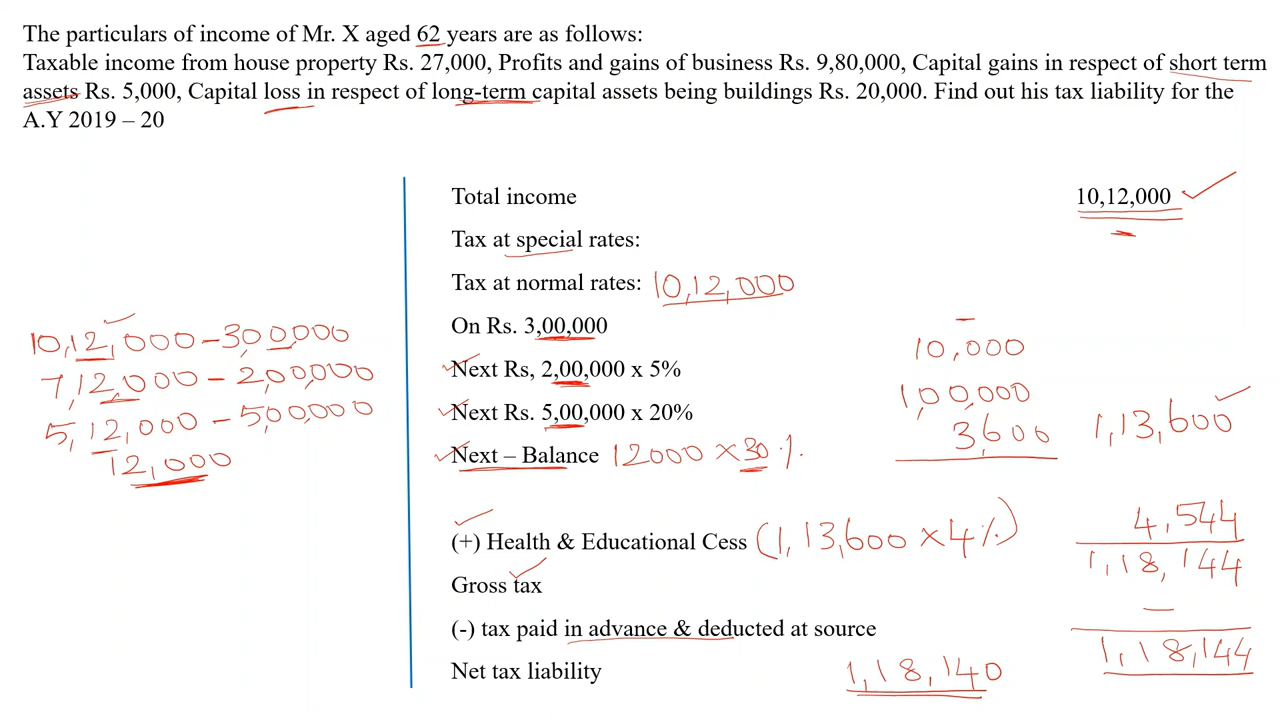 The particulars of income of Mr. X aged 62 years are as follows:
Taxable income from house property Rs. 27,000, Profits and gains of business Rs. 9,80,000, Capital gains in respect of short term
assets Rs. 5,000, Capital loss in respect of long-term capital assets being buildings Rs. 20,000. Find out his tax liability for the
A.Y 2019 – 20
10,12,000 - 3,00,000
7,12,000 - 2,00,000
5,12,000 - 5,00,000
12,000
Total income 10,12,000
Tax at special rates:
Tax at normal rates: 10,12,000
On Rs. 3,00,000 –
Next Rs, 2,00,000 x 5% 10,000
Next Rs. 5,00,000 x 20% 1,00,000
Next – Balance 12000 × 30 % 3,600 1,13,600
(+) Health & Educational Cess (1,13,600 × 4%) 4,544
Gross tax 1,18,144
(-) tax paid in advance & deducted at source –
Net tax liability 1,18,140 1,18,144